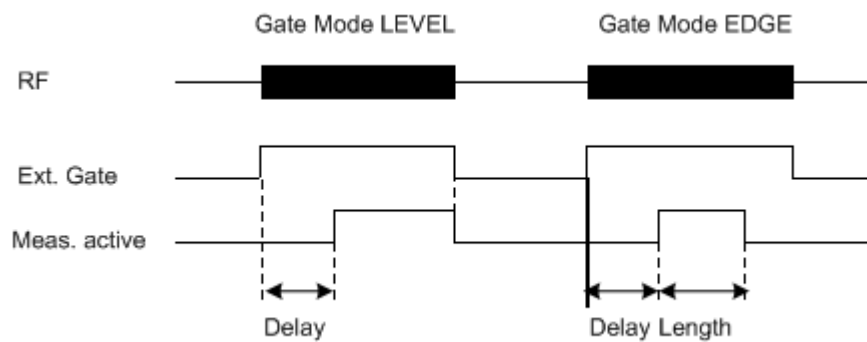 Gate Mode LEVEL Gate Mode EDGE
RF
Ext. Gate
Meas. active
Delay Delay Length